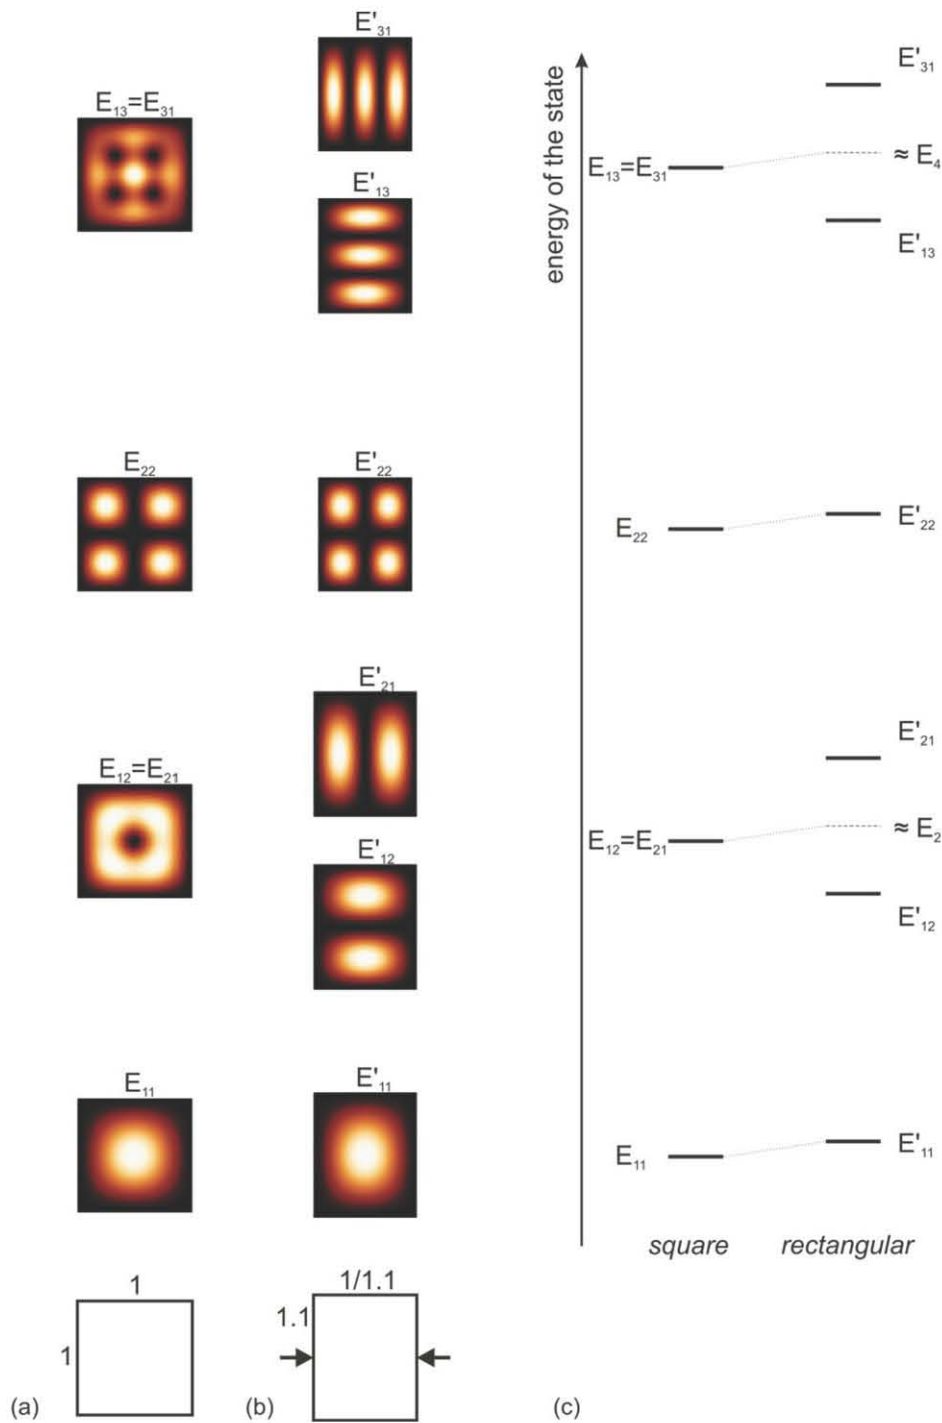 E₁₃=E₃₁
E₂₂
E₁₂=E₂₁
E₁₁
1
1
(a)
E'₃₁
E'₁₃
E'₂₂
E'₂₁
E'₁₂
E'₁₁
1/1.1
1.1
(b)
energy of the state
E₁₃=E₃₁
E₂₂
E₁₂=E₂₁
E₁₁
square
E'₃₁
≈ E₄
E'₁₃
E'₂₂
E'₂₁
≈ E₂
E'₁₂
E'₁₁
rectangular
(c)